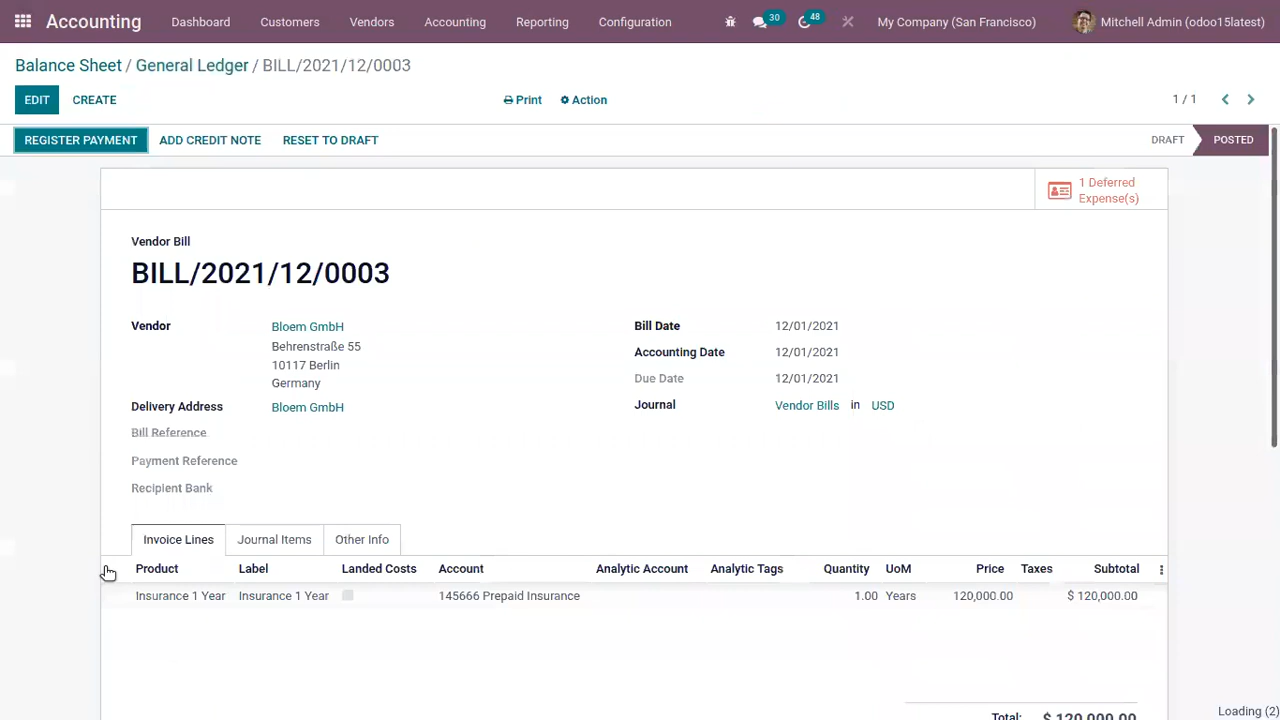 Accounting Dashboard Customers Vendors Accounting Reporting Configuration 30 48 My Company (San Francisco) Mitchell Admin (odoo15latest)
Balance Sheet / General Ledger / BILL/2021/12/0003
EDIT CREATE Print Action 1 / 1
REGISTER PAYMENT ADD CREDIT NOTE RESET TO DRAFT DRAFT POSTED
1 Deferred
Expense(s)
Vendor Bill
BILL/2021/12/0003
Vendor Bloem GmbH Bill Date 12/01/2021
Behrenstraße 55
Accounting Date 12/01/2021
10117 Berlin
Germany Due Date 12/01/2021
Delivery Address Bloem GmbH Journal Vendor Bills in USD
Bill Reference
Payment Reference
Recipient Bank
Invoice Lines Journal Items Other Info
Product Label Landed Costs Account Analytic Account Analytic Tags Quantity UoM Price Taxes Subtotal
Insurance 1 Year Insurance 1 Year 145666 Prepaid Insurance 1.00 Years 120,000.00 $ 120,000.00
Total: $ 120,000.00
Loading (2)